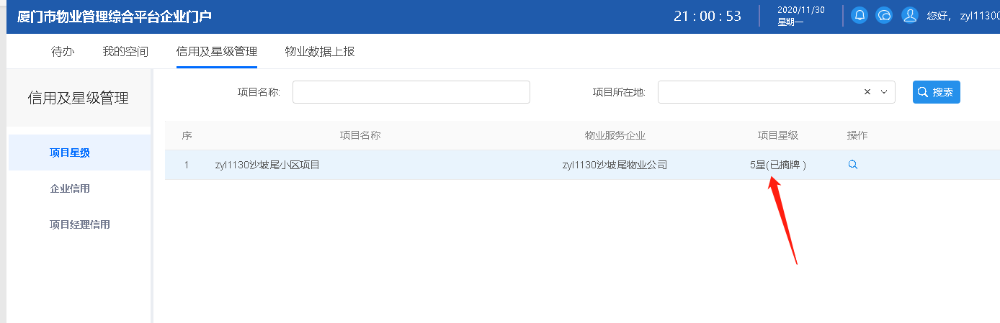 厦门市物业管理综合平台企业门户
21 : 00 : 53
2020/11/30
星期一
您好， zyl1130
待办 我的空间 信用及星级管理 物业数据上报
信用及星级管理
项目星级
企业信用
项目经理信用
项目名称: 项目所在地: 搜索
序 项目名称 物业服务企业 项目星级 操作
1 zyl1130沙坡尾小区项目 zyl1130沙坡尾物业公司 5星(已摘牌 )